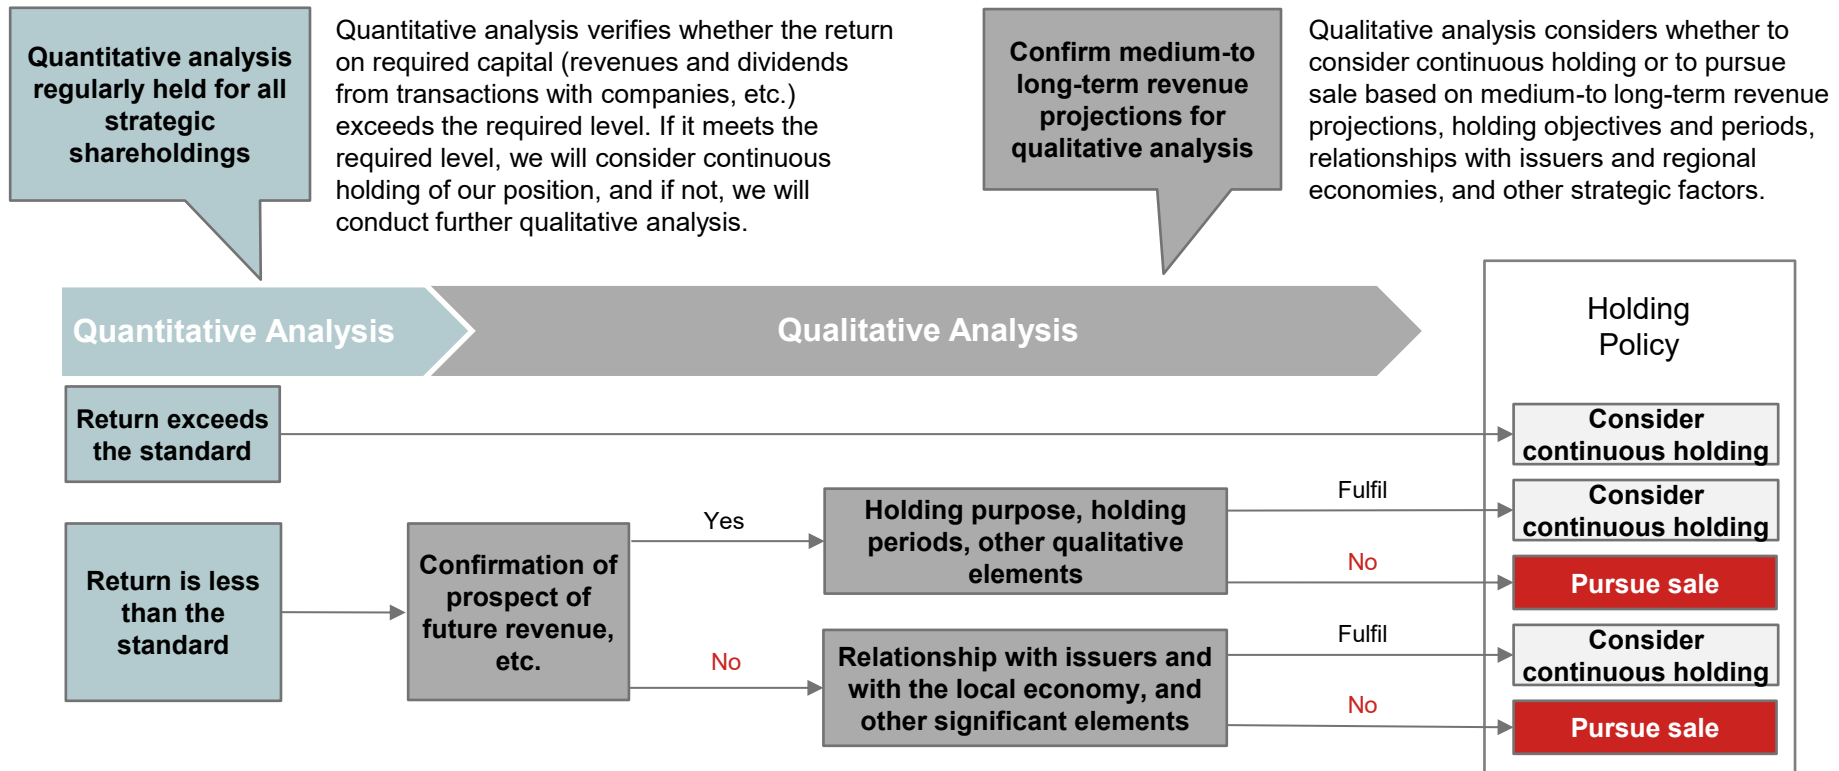 Quantitative analysis
regularly held for all
strategic
shareholdings
Quantitative analysis verifies whether the return
on required capital (revenues and dividends
from transactions with companies, etc.)
exceeds the required level. If it meets the
required level, we will consider continuous
holding of our position, and if not, we will
conduct further qualitative analysis.
Confirm medium-to
long-term revenue
projections for
qualitative analysis
Qualitative analysis considers whether to
consider continuous holding or to pursue
sale based on medium-to long-term revenue
projections, holding objectives and periods,
relationships with issuers and regional
economies, and other strategic factors.
Quantitative Analysis
Qualitative Analysis
Holding
Policy
Return exceeds
the standard
Consider
continuous holding
Return is less
than the
standard
Confirmation of
prospect of
future revenue,
etc.
Yes
Holding purpose, holding
periods, other qualitative
elements
Fulfil
Consider
continuous holding
No
Pursue sale
No
Relationship with issuers and
with the local economy, and
other significant elements
Fulfil
Consider
continuous holding
No
Pursue sale